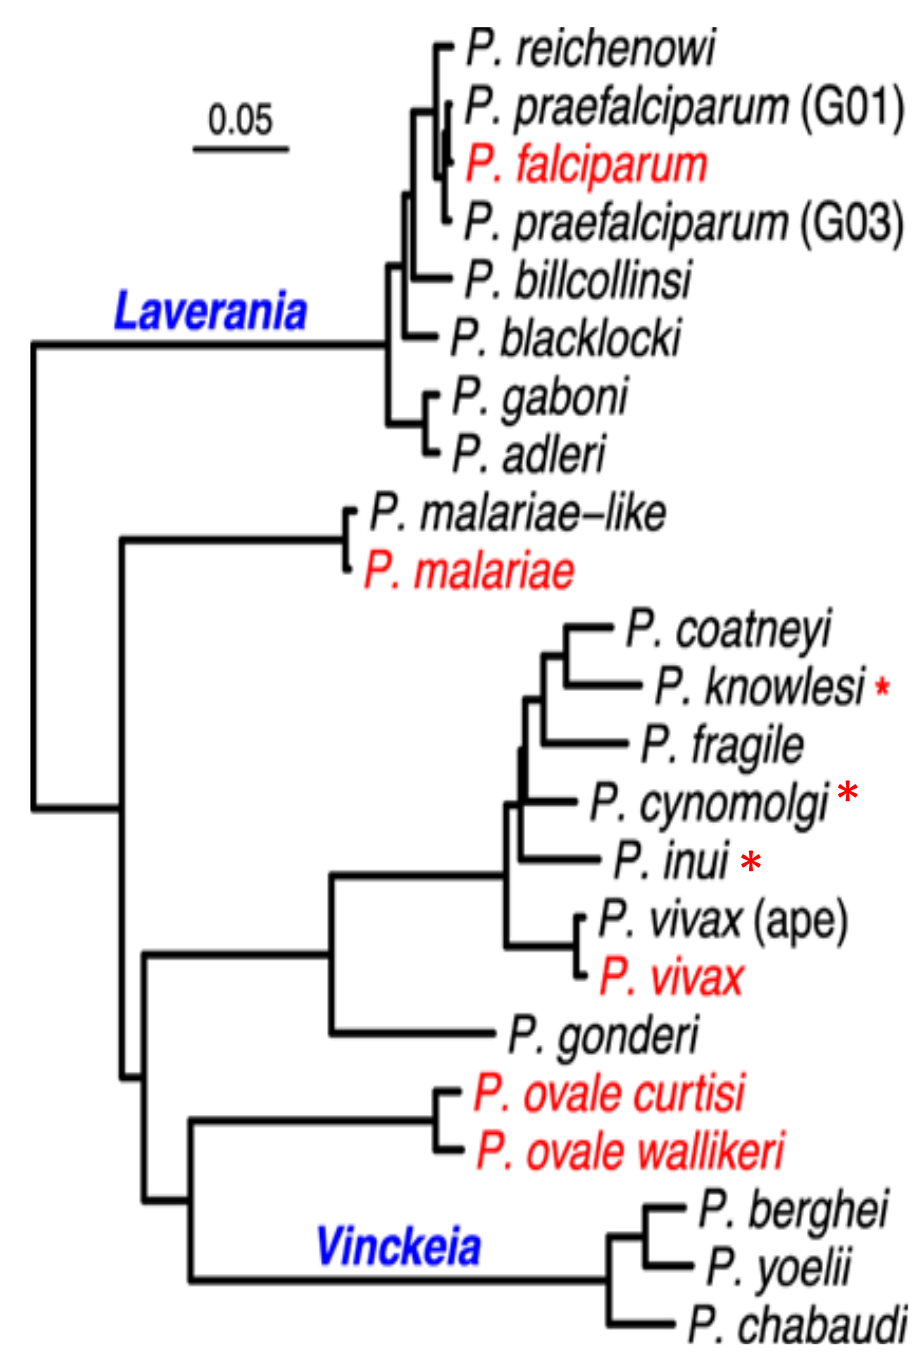 P. reichenowi
0.05
P. praefalciparum (G01)
P. falciparum
P. praefalciparum (G03)
P. billcollinsi
Laverania
P. blacklocki
P. gaboni
P. adleri
P. malariae–like
P. malariae
P. coatneyi
P. knowlesi *
P. fragile
P. cynomolgi *
P. inui *
P. vivax (ape)
P. vivax
P. gonderi
P. ovale curtisi
P. ovale wallikeri
P. berghei
Vinckeia
P. yoelii
P. chabaudi